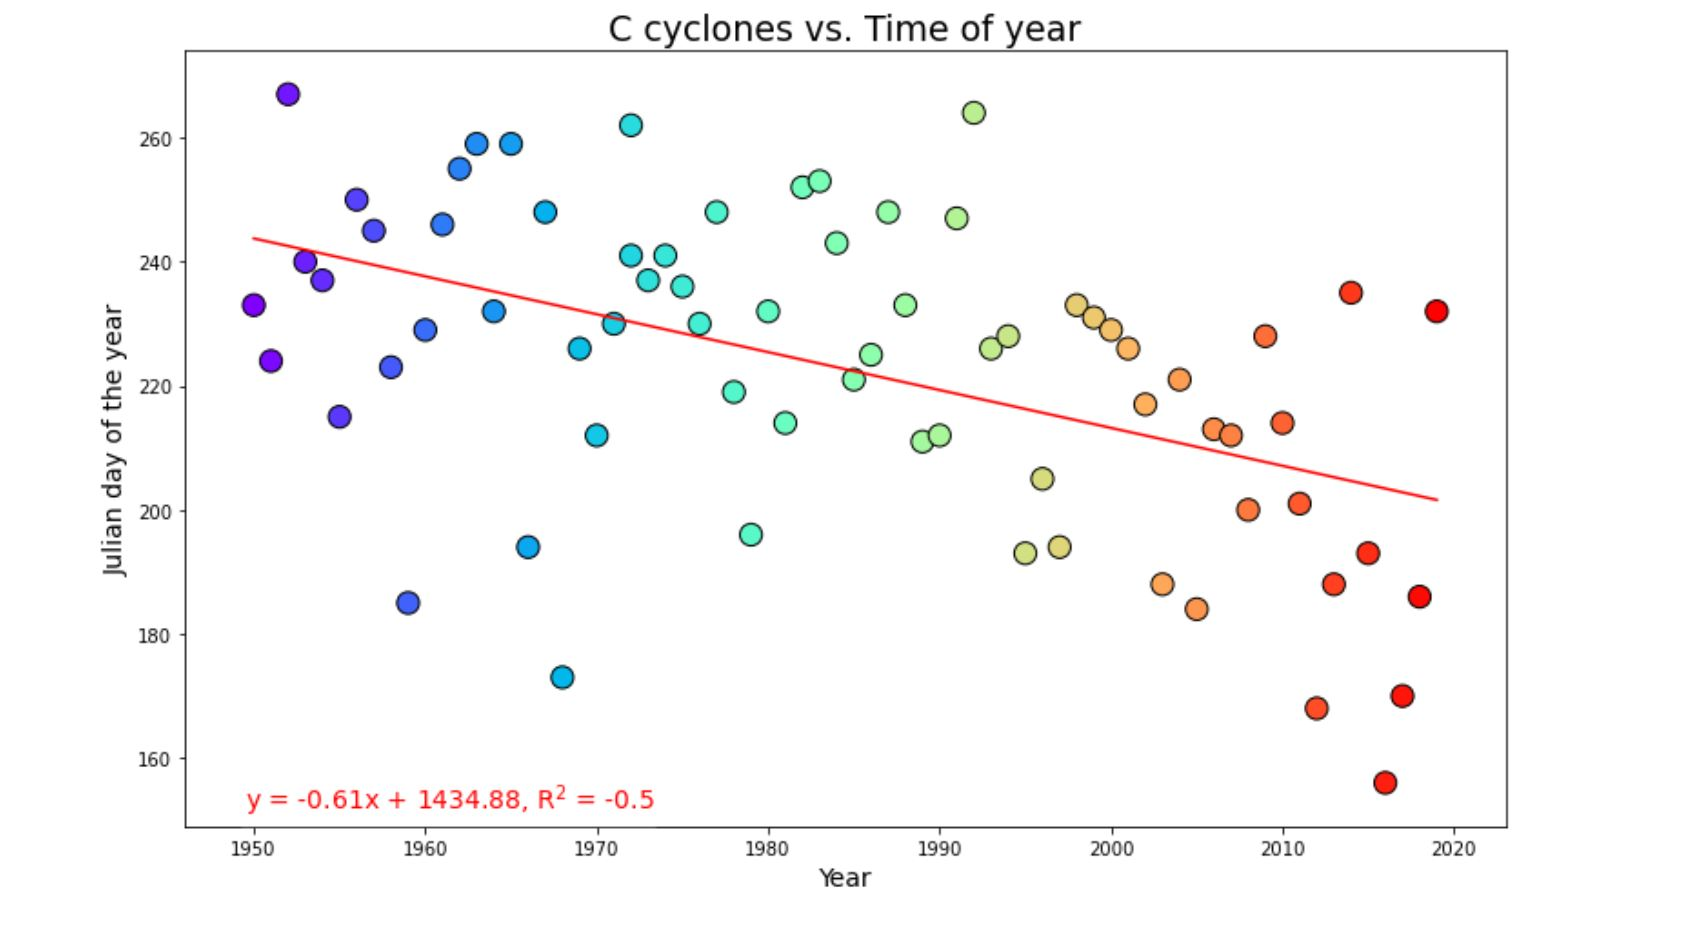 C cyclones vs. Time of year
Julian day of the year
260
240
220
200
180
160
y = -0.61x + 1434.88, R² = -0.5
1950 1960 1970 1980 1990 2000 2010 2020
Year